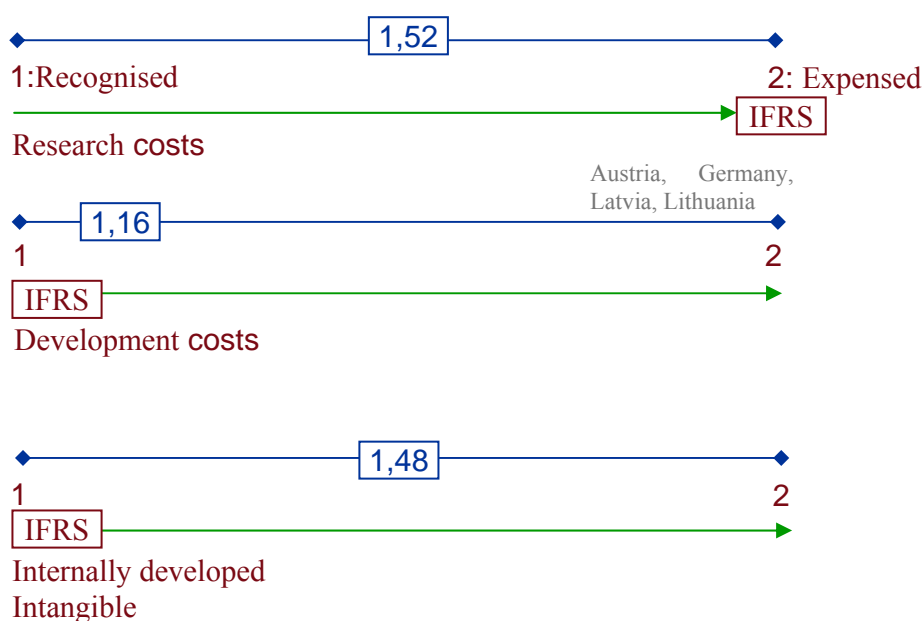 1,52
1:Recognised 2: Expensed
IFRS
Research costs
Austria, Germany,
Latvia, Lithuania
1,16
1 2
IFRS
Development costs
1,48
1 2
IFRS
Internally developed
Intangible